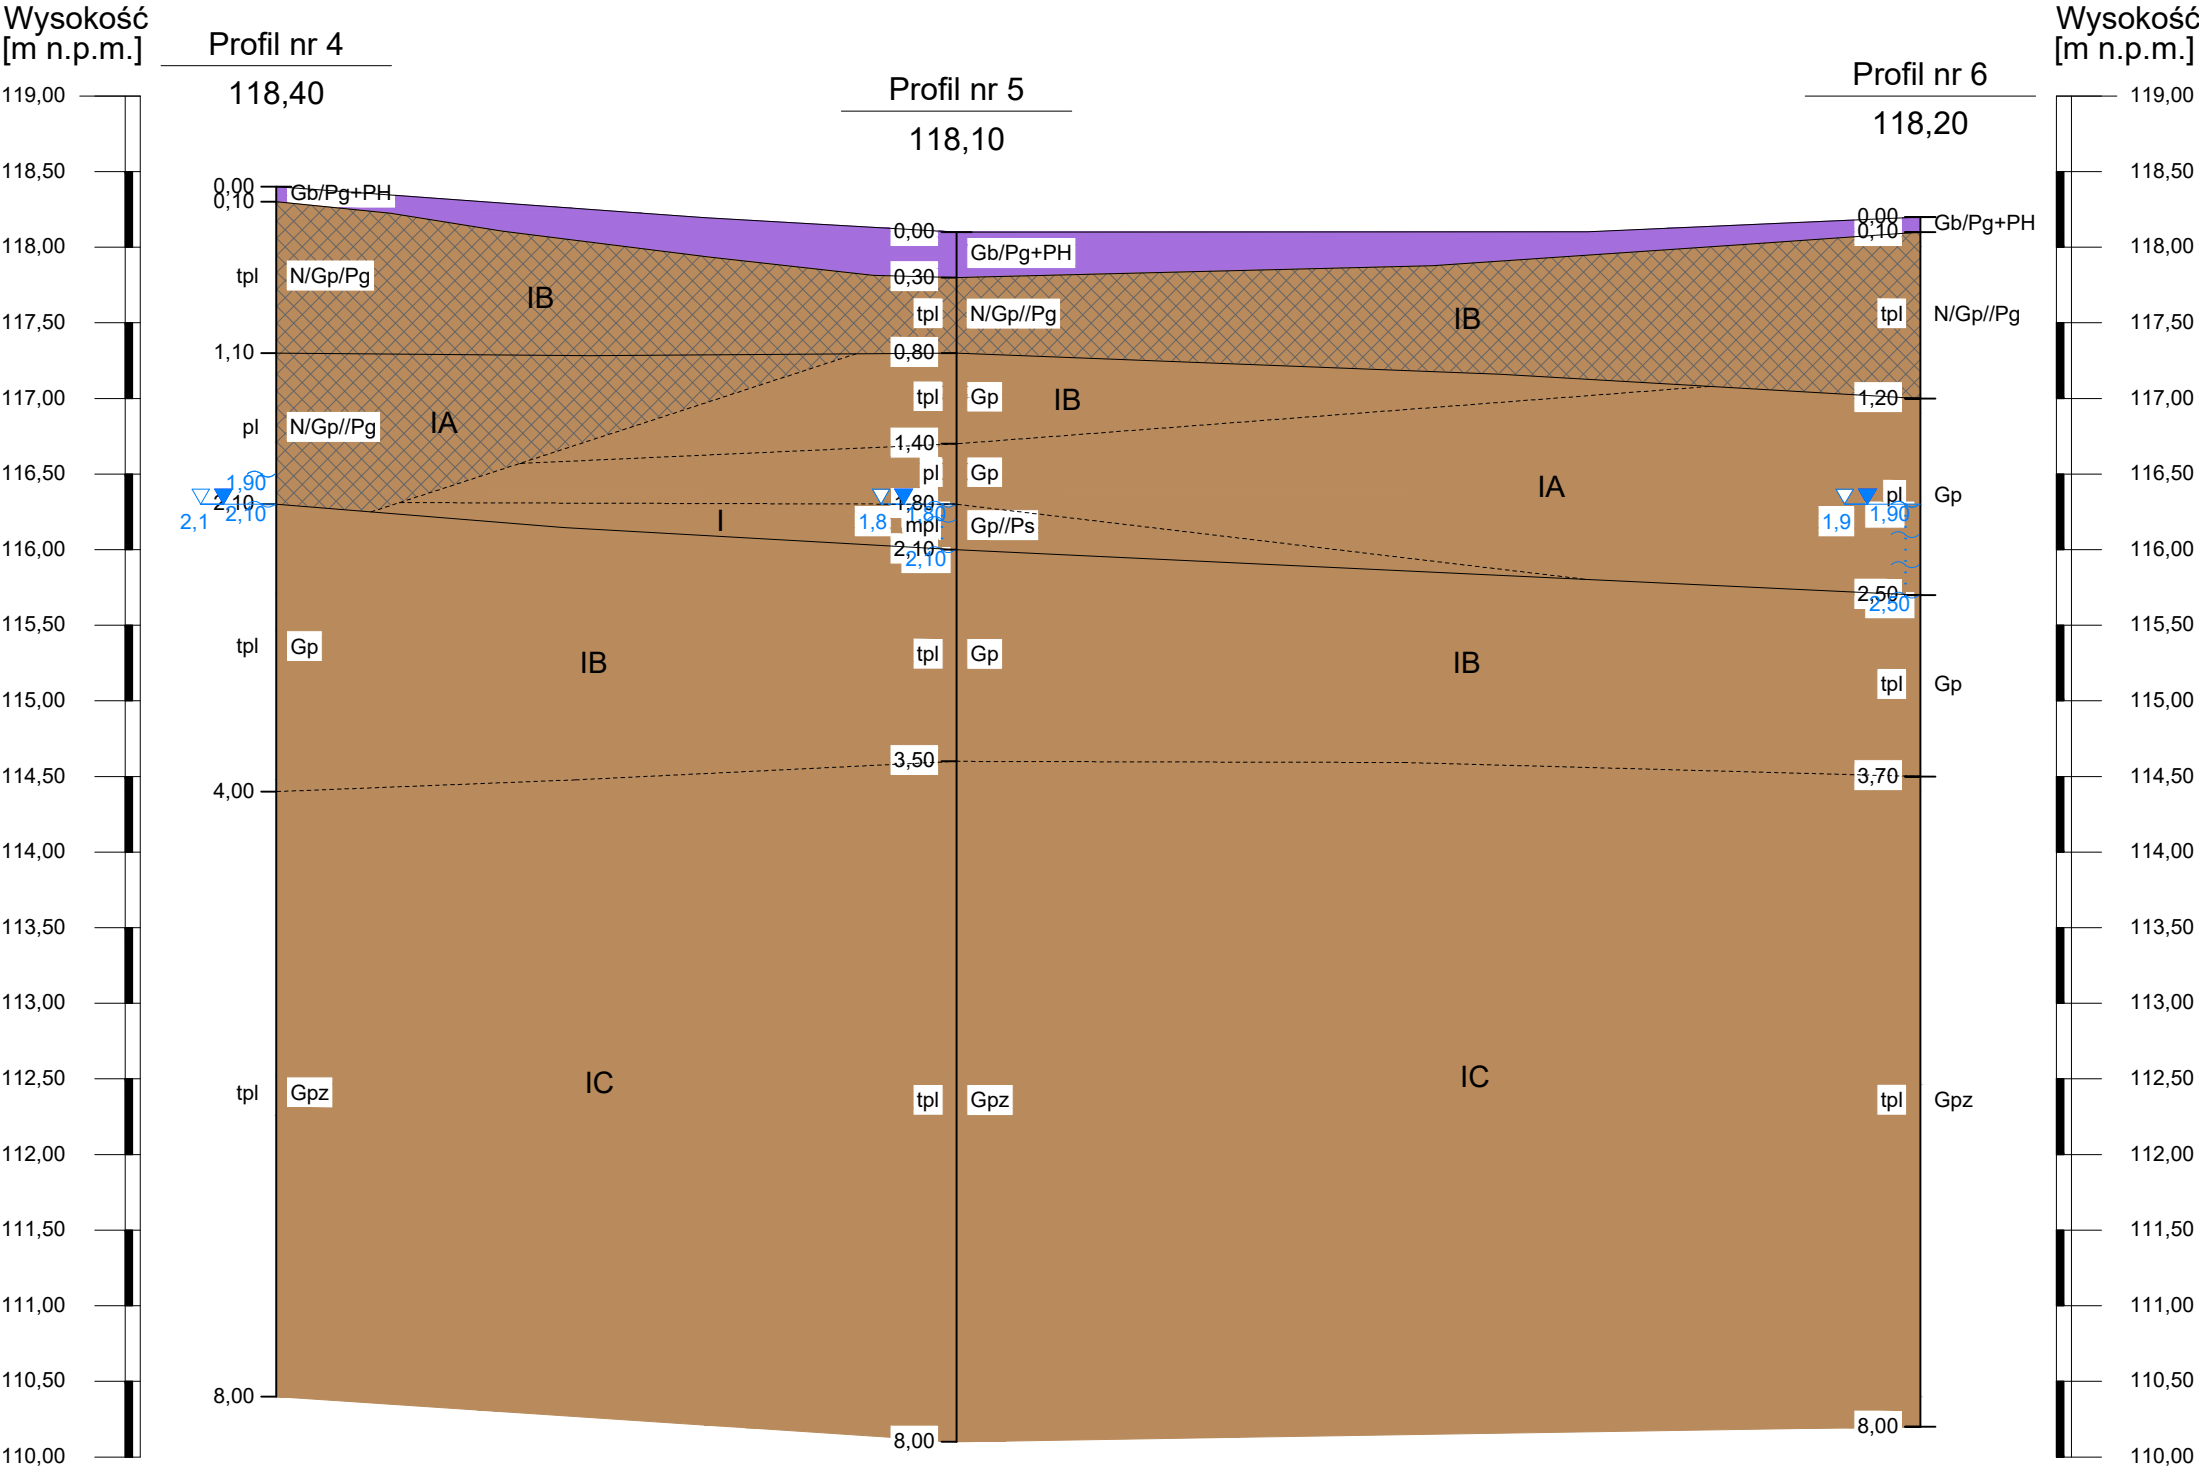 Wysokość
[m n.p.m.]
Profil nr 4
118,40
Profil nr 5
118,10
Profil nr 6
118,20
Wysokość
[m n.p.m.]
119,00
118,50
118,00
117,50
117,00
116,50
116,00
115,50
115,00
114,50
114,00
113,50
113,00
112,50
112,00
111,50
111,00
110,50
110,00
0,00
0,10
Gb/Pg+PH
tpl
N/Gp/Pg
IB
1,10
pl
N/Gp//Pg
IA
1,90
2,10
2,1
2,10
tpl
Gp
IB
4,00
tpl
Gpz
IC
8,00
0,00
Gb/Pg+PH
0,30
tpl
N/Gp//Pg
IB
0,80
tpl
Gp
IB
1,40
pl
Gp
IA
1,80
1,80
1,8
I
mpl
Gp//Ps
2,10
2,10
tpl
Gp
IB
3,50
tpl
Gpz
IC
8,00
0,00
0,10
Gb/Pg+PH
tpl
N/Gp//Pg
1,20
pl
Gp
1,90
1,9
2,50
2,50
tpl
Gp
3,70
tpl
Gpz
8,00
119,00
118,50
118,00
117,50
117,00
116,50
116,00
115,50
115,00
114,50
114,00
113,50
113,00
112,50
112,00
111,50
111,00
110,50
110,00